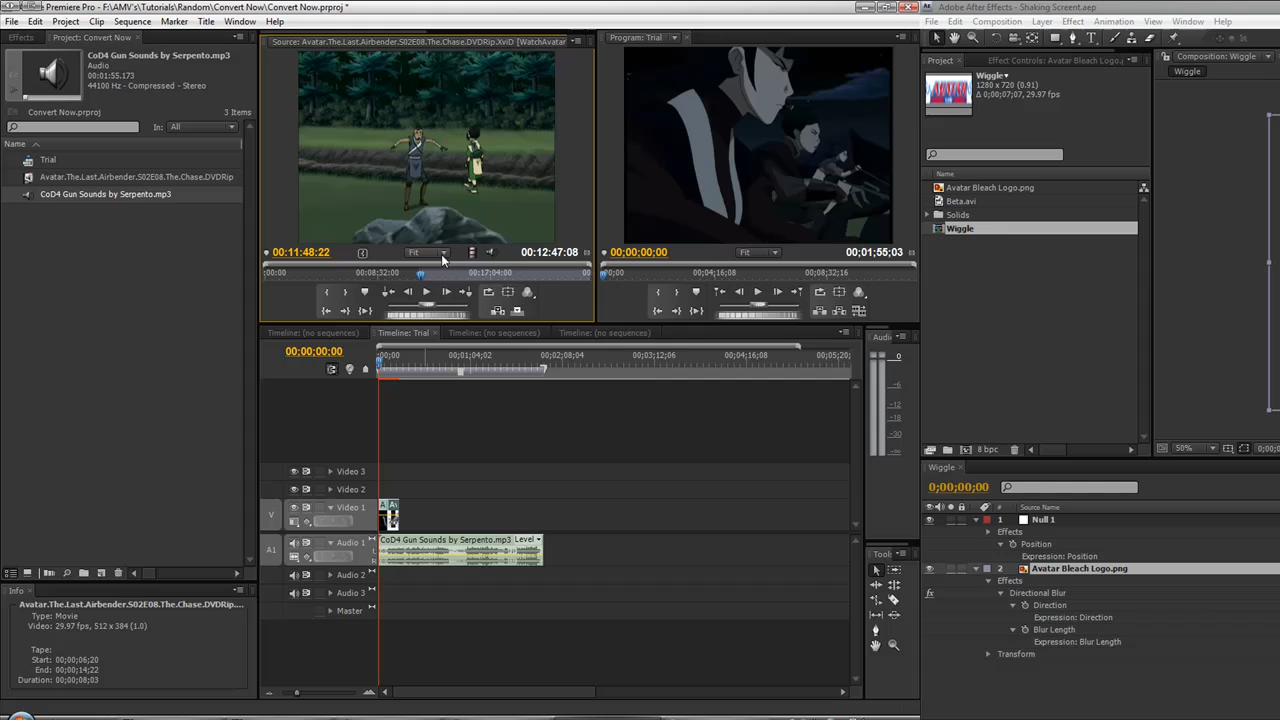 Premiere Pro - F:\AMV's\Tutorials\Random\Convert Now\Convert Now.prproj *
File Edit Project Clip Sequence Marker Title Window Help
Effects Project: Convert Now
CoD4 Gun Sounds by Serpento.mp3
Audio
00:01:55.173
44100 Hz - Compressed - Stereo
Convert Now.prproj 3 Items
In: All
Name
Trial
Avatar.The.Last.Airbender.S02E08.The.Chase.DVDRip
CoD4 Gun Sounds by Serpento.mp3
Info
Avatar.The.Last.Airbender.S02E08.The.Chase.DVDRip....
Type: Movie
Video: 29.97 fps, 512 x 384 (1.0)
Tape:
Start: 00;00;06;20
End: 00;00;14;22
Duration: 00;00;08;03
Source: Avatar.The.Last.Airbender.S02E08.The.Chase.DVDRip.XviD [WatchAvatar
00:11:48:22 Fit 00:12:47:08
:00:00 00:08:32:00 00:17:04:00 00:
Program: Trial
00;00;00;00 Fit 00;01;55;03
00;00 00;04;16;08 00;08;32;16
Timeline: (no sequences) Timeline: Trial Timeline: (no sequences) Timeline: (no sequences)
00;00;00;00
;00;00 00;01;04;02 00;02;08;04 00;03;12;06 00;04;16;08 00;05;20;
Video 3
Video 2
V Video 1
A1 Audio 1
CoD4 Gun Sounds by Serpento.mp3 Level
Audio 2
Audio 3
Master
Audio
0
-6
-12
-18
-30
-∞
Tools
Adobe After Effects - Shaking Screent.aep
File Edit Composition Layer Effect Animation View Window Help
Project Effect Controls: Avatar Bleach Logo.p
Composition: Wiggle
Wiggle
Wiggle
1280 x 720 (0.91)
Δ 0;00;07;07, 29.97 fps
Name
Avatar Bleach Logo.png
Beta.avi
Solids
Wiggle
8 bpc
50% 0;00;0
Wiggle
0;00;00;00
# Source Name
1 Null 1
Effects
Position
Expression: Position
2 Avatar Bleach Logo.png
Effects
fx Directional Blur
Direction
Expression: Direction
Blur Length
Expression: Blur Length
Transform